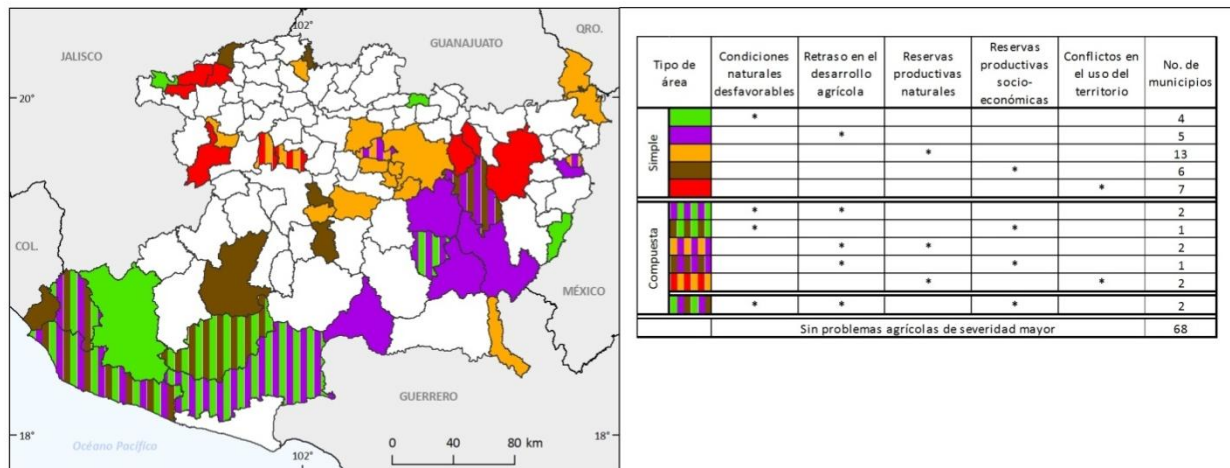 102°
QRO.
JALISCO
GUANAJUATO
20°
20°
COL.
MÉXICO
GUERRERO
18°
Océano Pacífico
102°
0 40 80 km
18°
Tipo de área Condiciones naturales desfavorables Retraso en el desarrollo agrícola Reservas productivas naturales Reservas productivas socio-económicas Conflictos en el uso del territorio No. de municipios
Simple
* 4
* 5
* 13
* 6
* 7
Compuesta
* * 2
* * 1
* * 2
* * 1
* * 2
* * * 2
Sin problemas agrícolas de severidad mayor 68